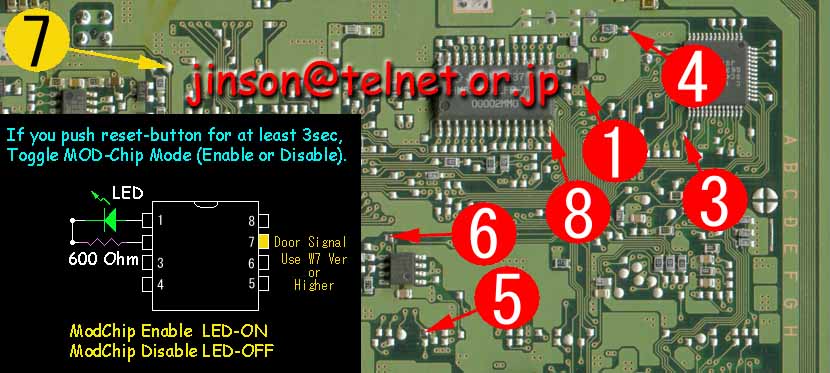 7
jinson@telnet.or.jp
4
1
3
8
6
5
A
B
C
D
E
F
G
H
If you push reset-button for at least 3sec,
Toggle MOD-Chip Mode (Enable or Disable).
LED
600 Ohm
1
3
4
8
7
6
5
Door Signal
Use W7 Ver
or
Higher
ModChip Enable LED-ON
ModChip Disable LED-OFF